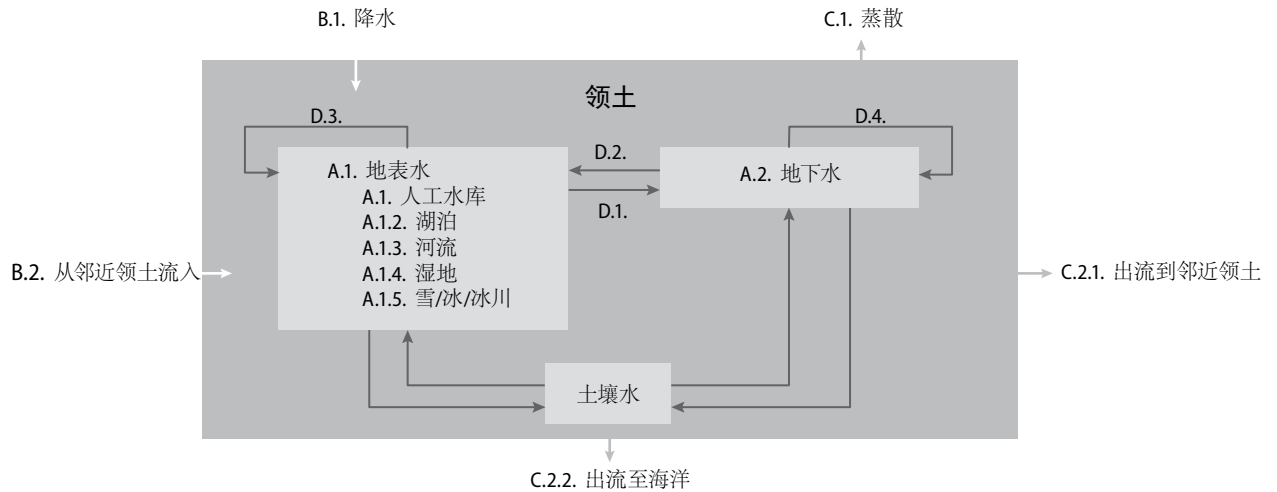 B.1. 降水
C.1. 蒸散
领土
D.3.
D.4.
D.2.
A.1. 地表水
A.2. 地下水
A.1. 人工水库
D.1.
A.1.2. 湖泊
A.1.3. 河流
B.2. 从邻近领土流入
A.1.4. 湿地
C.2.1. 出流到邻近领土
A.1.5. 雪/冰/冰川
土壤水
C.2.2. 出流至海洋